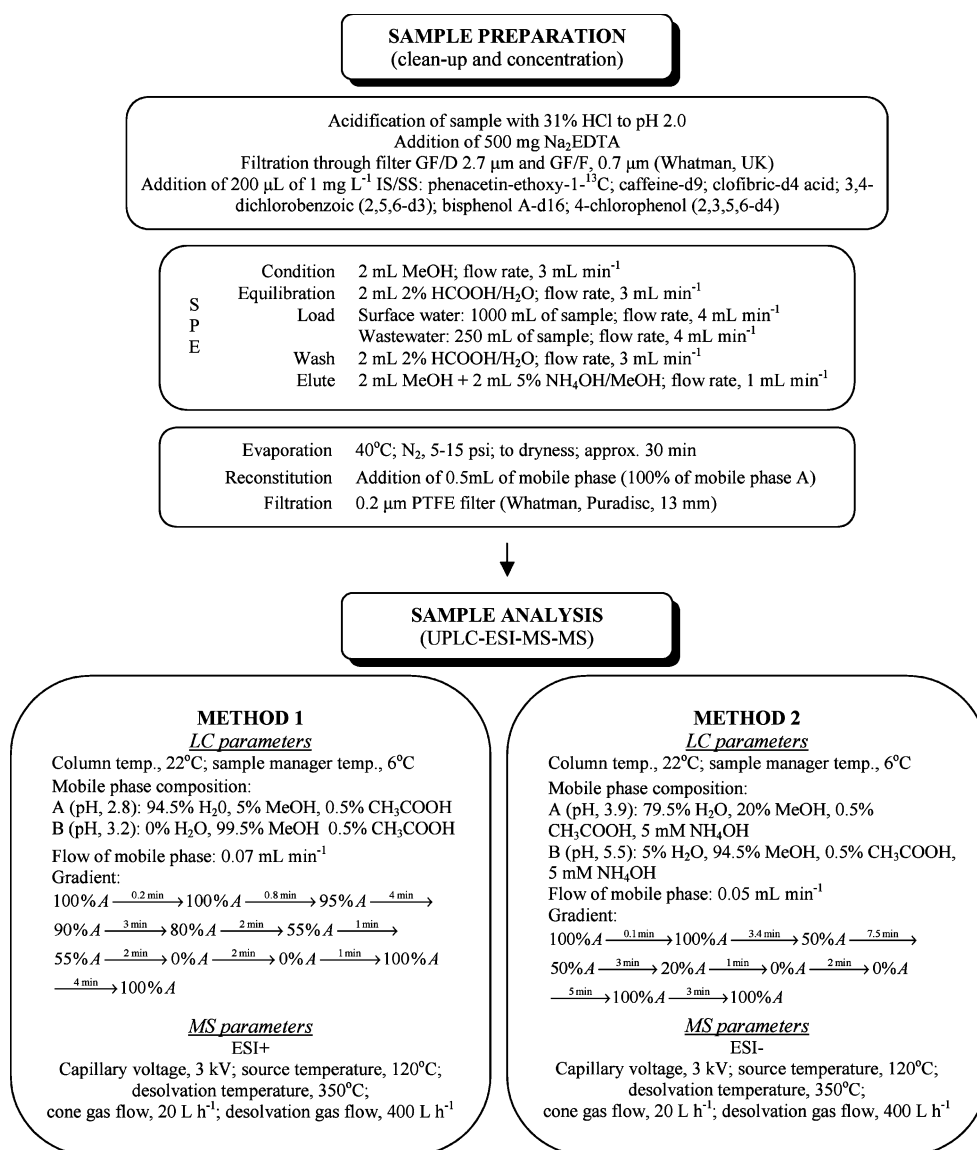 SAMPLE PREPARATION
(clean-up and concentration)
Acidification of sample with 31% HCl to pH 2.0
Addition of 500 mg Na₂EDTA
Filtration through filter GF/D 2.7 μm and GF/F, 0.7 μm (Whatman, UK)
Addition of 200 μL of 1 mg L⁻¹ IS/SS: phenacetin-ethoxy-1-¹³C; caffeine-d9; clofibric-d4 acid; 3,4-
dichlorobenzoic (2,5,6-d3); bisphenol A-d16; 4-chlorophenol (2,3,5,6-d4)
S
P
E
Condition 2 mL MeOH; flow rate, 3 mL min⁻¹
Equilibration 2 mL 2% HCOOH/H₂O; flow rate, 3 mL min⁻¹
Load Surface water: 1000 mL of sample; flow rate, 4 mL min⁻¹
Wastewater: 250 mL of sample; flow rate, 4 mL min⁻¹
Wash 2 mL 2% HCOOH/H₂O; flow rate, 3 mL min⁻¹
Elute 2 mL MeOH + 2 mL 5% NH₄OH/MeOH; flow rate, 1 mL min⁻¹
Evaporation 40°C; N₂, 5-15 psi; to dryness; approx. 30 min
Reconstitution Addition of 0.5mL of mobile phase (100% of mobile phase A)
Filtration 0.2 μm PTFE filter (Whatman, Puradisc, 13 mm)
SAMPLE ANALYSIS
(UPLC-ESI-MS-MS)
METHOD 1
LC parameters
Column temp., 22°C; sample manager temp., 6°C
Mobile phase composition:
A (pH, 2.8): 94.5% H₂0, 5% MeOH, 0.5% CH₃COOH
B (pH, 3.2): 0% H₂O, 99.5% MeOH 0.5% CH₃COOH
Flow of mobile phase: 0.07 mL min⁻¹
Gradient:
100%A —0.2 min→ 100%A —0.8 min→ 95%A —4 min→
90%A —3 min→ 80%A —2 min→ 55%A —1 min→
55%A —2 min→ 0%A —2 min→ 0%A —1 min→ 100%A
—4 min→ 100%A
MS parameters
ESI+
Capillary voltage, 3 kV; source temperature, 120°C;
desolvation temperature, 350°C;
cone gas flow, 20 L h⁻¹; desolvation gas flow, 400 L h⁻¹
METHOD 2
LC parameters
Column temp., 22°C; sample manager temp., 6°C
Mobile phase composition:
A (pH, 3.9): 79.5% H₂O, 20% MeOH, 0.5%
CH₃COOH, 5 mM NH₄OH
B (pH, 5.5): 5% H₂O, 94.5% MeOH, 0.5% CH₃COOH,
5 mM NH₄OH
Flow of mobile phase: 0.05 mL min⁻¹
Gradient:
100%A —0.1 min→ 100%A —3.4 min→ 50%A —7.5 min→
50%A —3 min→ 20%A —1 min→ 0%A —2 min→ 0%A
—5 min→ 100%A —3 min→ 100%A
MS parameters
ESI-
Capillary voltage, 3 kV; source temperature, 120°C;
desolvation temperature, 350°C;
cone gas flow, 20 L h⁻¹; desolvation gas flow, 400 L h⁻¹